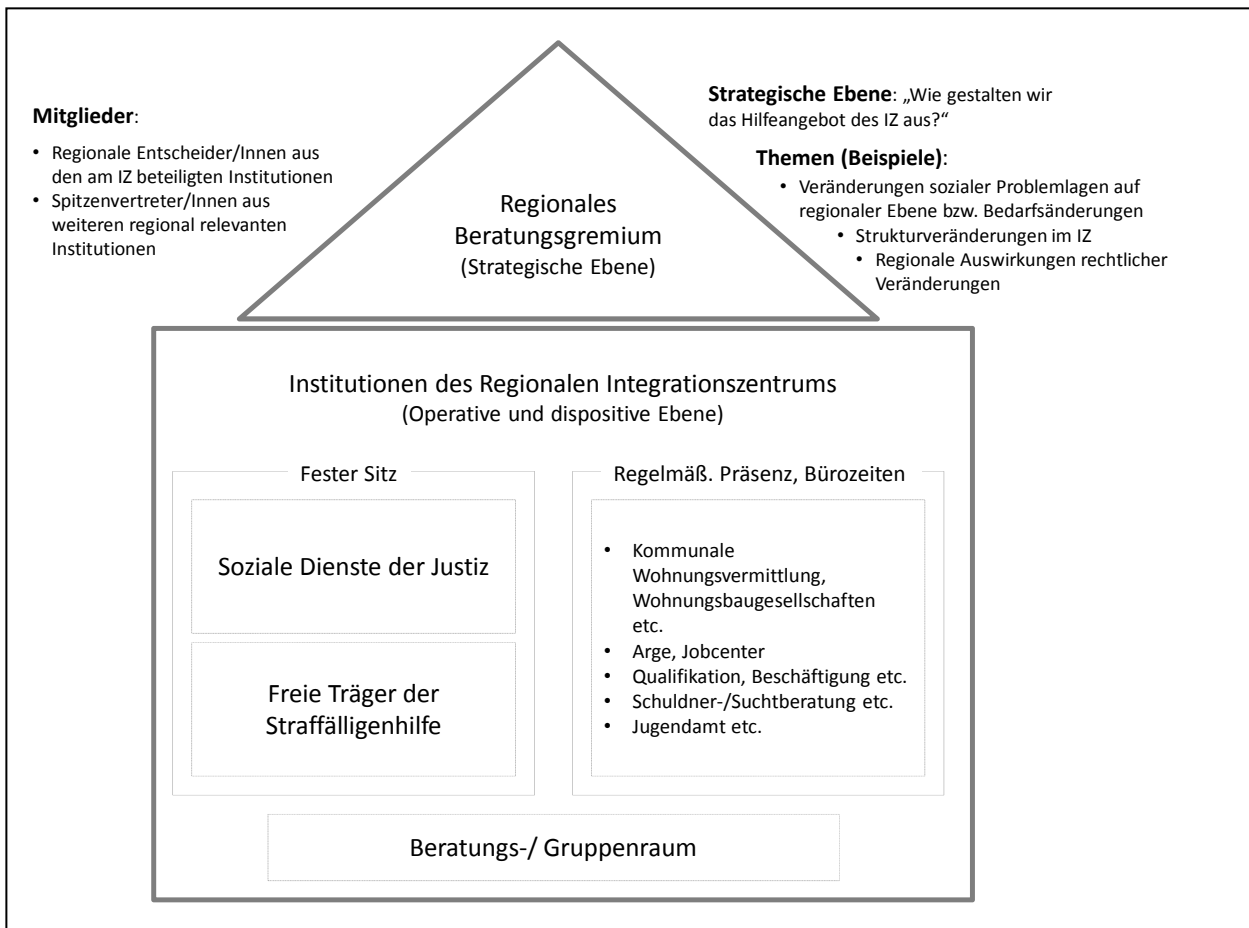 Mitglieder:
• Regionale Entscheider/Innen aus
den am IZ beteiligten Institutionen
• Spitzenvertreter/Innen aus
weiteren regional relevanten
Institutionen
Regionales
Beratungsgremium
(Strategische Ebene)
Strategische Ebene: „Wie gestalten wir
das Hilfeangebot des IZ aus?“
Themen (Beispiele):
• Veränderungen sozialer Problemlagen auf
regionaler Ebene bzw. Bedarfsänderungen
• Strukturveränderungen im IZ
• Regionale Auswirkungen rechtlicher
Veränderungen
Institutionen des Regionalen Integrationszentrums
(Operative und dispositive Ebene)
Fester Sitz
Soziale Dienste der Justiz
Freie Träger der
Straffälligenhilfe
Regelmäß. Präsenz, Bürozeiten
• Kommunale
Wohnungsvermittlung,
Wohnungsbaugesellschaften
etc.
• Arge, Jobcenter
• Qualifikation, Beschäftigung etc.
• Schuldner-/Suchtberatung etc.
• Jugendamt etc.
Beratungs-/ Gruppenraum